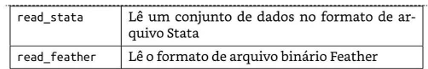 read_stata Lê um conjunto de dados no formato de ar-
quivo Stata
read_feather Lê o formato de arquivo binário Feather